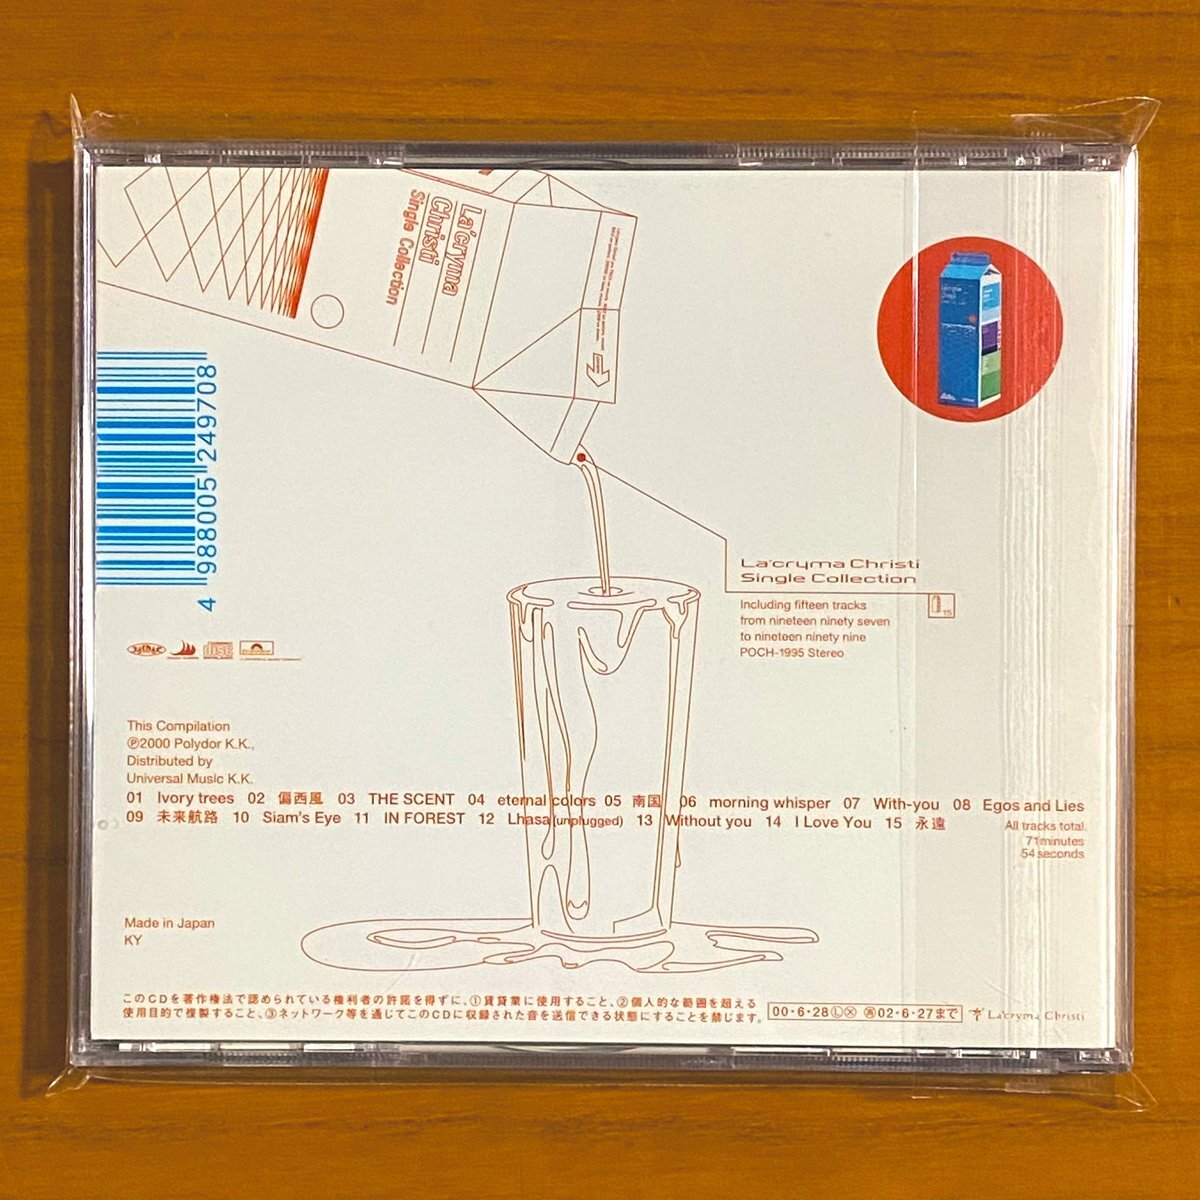 La'cryma
Christi
Single Collection
4 988005 249708
La'cryma Christi
Single Collection
15
Including fifteen tracks
from nineteen ninety seven
to nineteen ninety nine
POCH-1995 Stereo
This Compilation
℗2000 Polydor K.K.,
Distributed by
Universal Music K.K.
01 Ivory trees 02 偏西風 03 THE SCENT 04 eternal colors 05 南国 06 morning whisper 07 With-you 08 Egos and Lies
09 未来航路 10 Siam's Eye 11 IN FOREST 12 Lhasa(unplugged) 13 Without you 14 I Love You 15 永遠
All tracks total.
71minutes
54seconds
Made in Japan
KY
このCDを著作権法で認められている権利者の許諾を得ずに、①賃貸業に使用すること、②個人的な範囲を超える
使用目的で複製すること、③ネットワーク等を通じてこのCDに収録された音を送信できる状態にすることを禁じます。
00・6・28ⓁⓍ ㊒02・6・27まで
La'cryma Christi